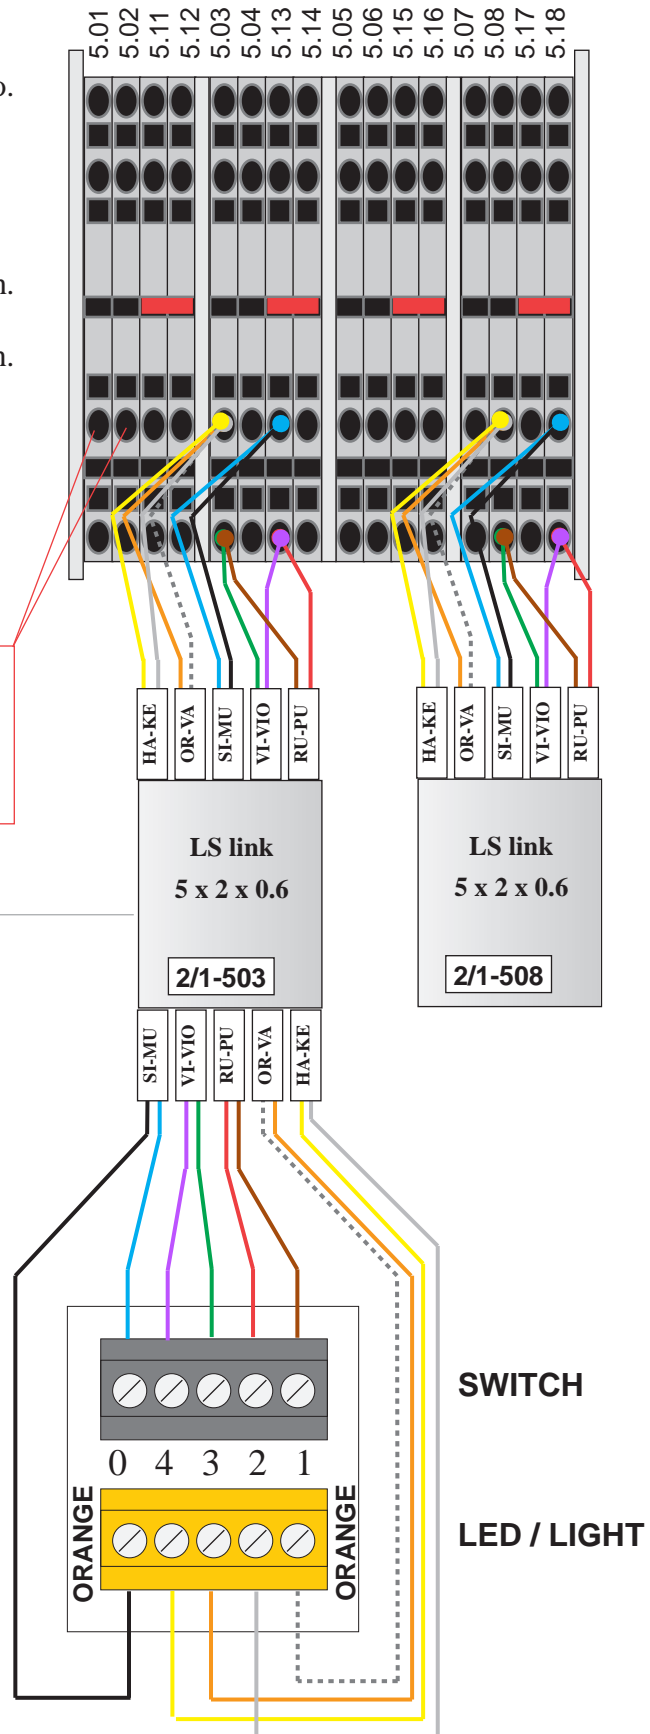 5.01 5.02 5.11 5.12 5.03 5.04 5.13 5.14 5.05 5.06 5.15 5.16 5.07 5.08 5.17 5.18
o.
n.
n.
HA-KE OR-VA SI-MU VI-VIO RU-PU
HA-KE OR-VA SI-MU VI-VIO RU-PU
LS link
5 x 2 x 0.6
2/1-503
LS link
5 x 2 x 0.6
2/1-508
SI-MU VI-VIO RU-PU OR-VA HA-KE
SWITCH
0 4 3 2 1
ORANGE
ORANGE
LED / LIGHT